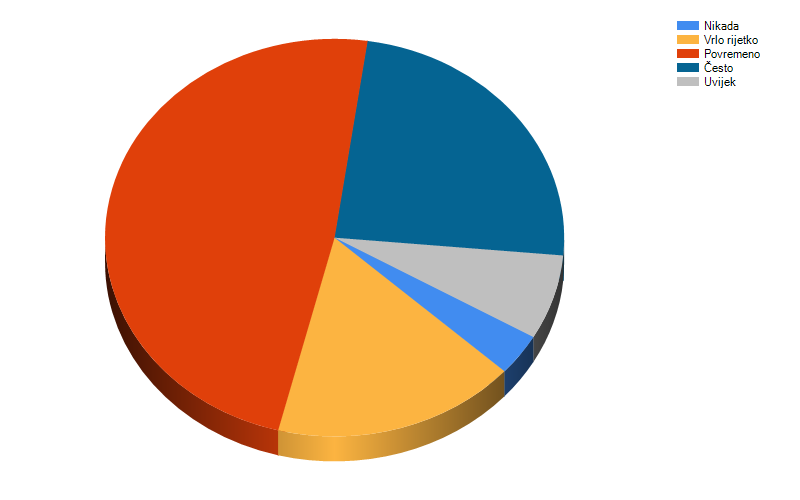 Nikada
Vrlo rijetko
Povremeno
Često
Uvijek